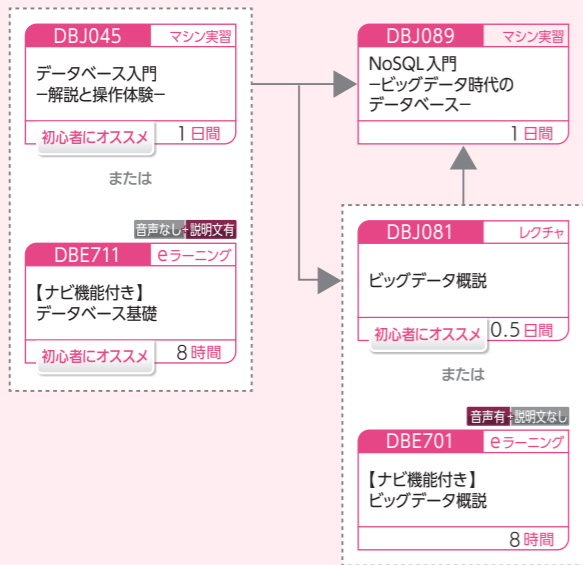 DBJ045 マシン実習
データベース入門
−解説と操作体験−
初心者にオススメ 1日間
または
音声なし+説明文有
DBE711 eラーニング
【ナビ機能付き】
データベース基礎
初心者にオススメ 8時間
DBJ089 マシン実習
NoSQL入門
−ビッグデータ時代の
データベース−
1日間
DBJ081 レクチャ
ビッグデータ概説
初心者にオススメ 0.5日間
または
音声有+説明文なし
DBE701 eラーニング
【ナビ機能付き】
ビッグデータ概説
8時間